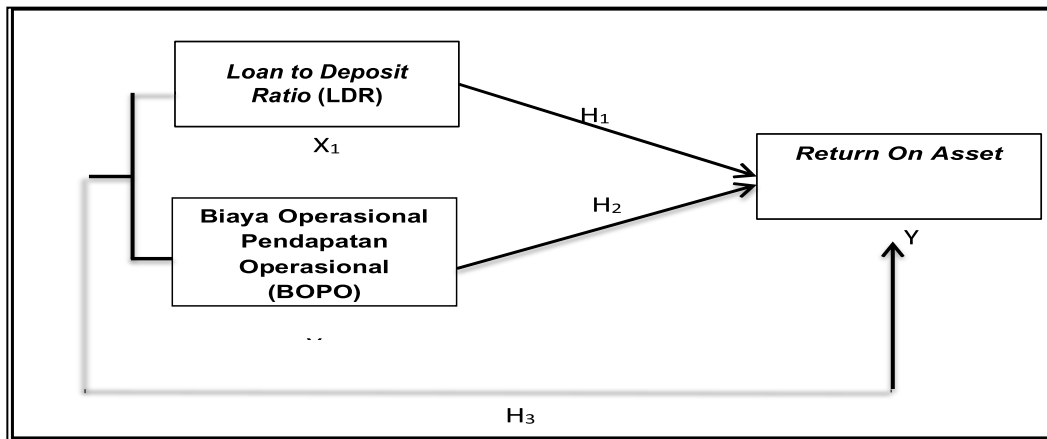 Loan to Deposit
Ratio (LDR)
X₁
H₁
Return On Asset
Biaya Operasional
Pendapatan
Operasional
(BOPO)
H₂
Y
H₃